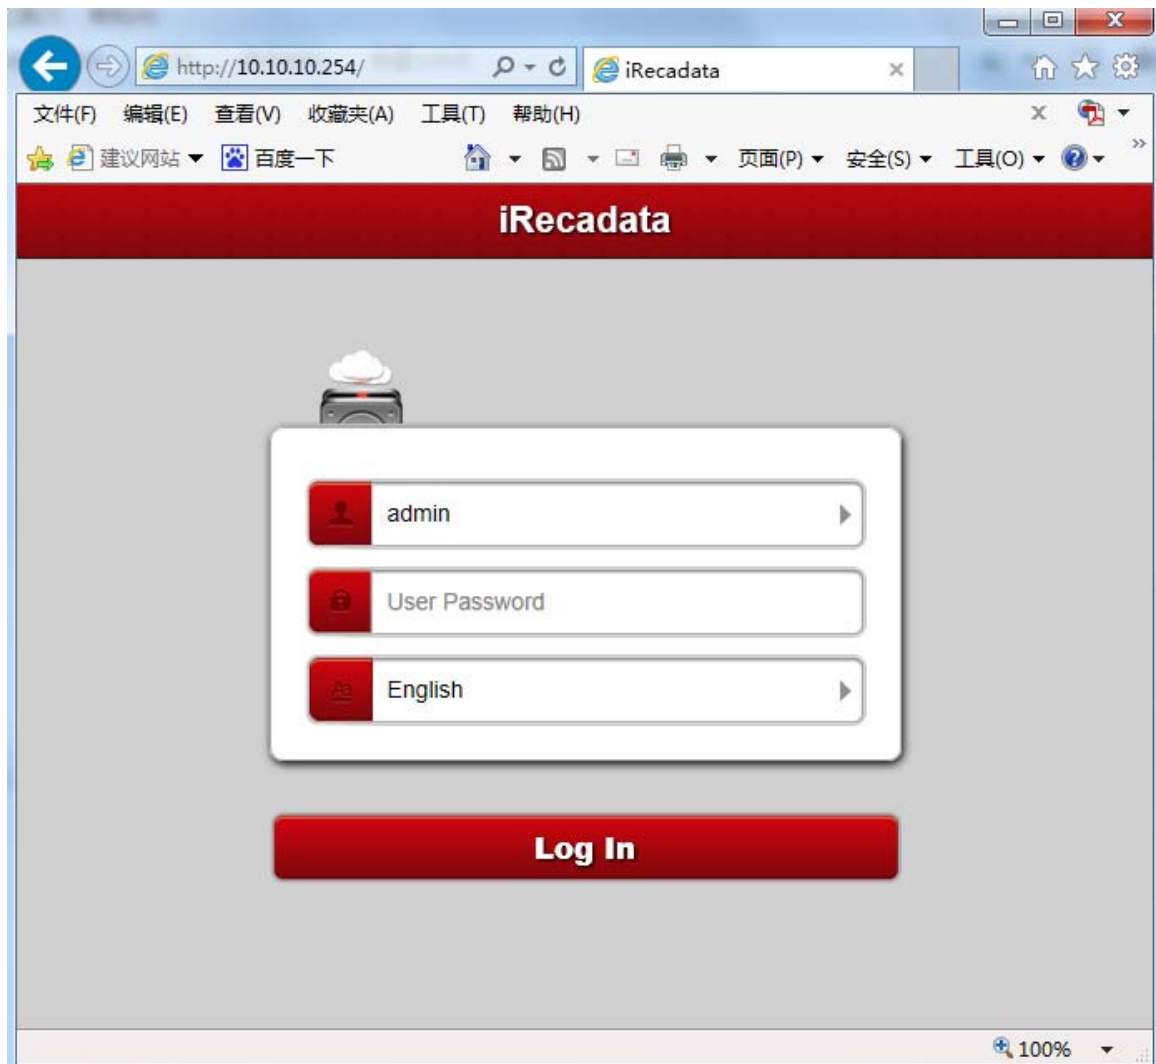 http://10.10.10.254/
iRecadata
文件(F) 编辑(E) 查看(V) 收藏夹(A) 工具(T) 帮助(H)
建议网站 百度一下 页面(P) 安全(S) 工具(O)
iRecadata
admin
User Password
Aa English
Log In
100%